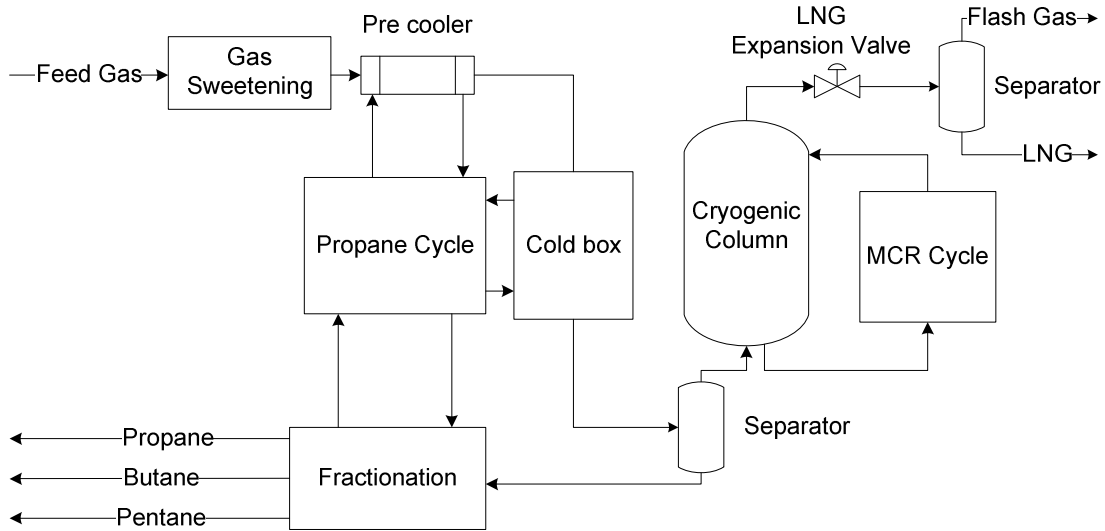 Feed Gas
Gas
Sweetening
Pre cooler
LNG
Expansion Valve
Flash Gas
Separator
LNG
Propane Cycle
Cold box
Cryogenic
Column
MCR Cycle
Separator
Propane
Butane
Pentane
Fractionation